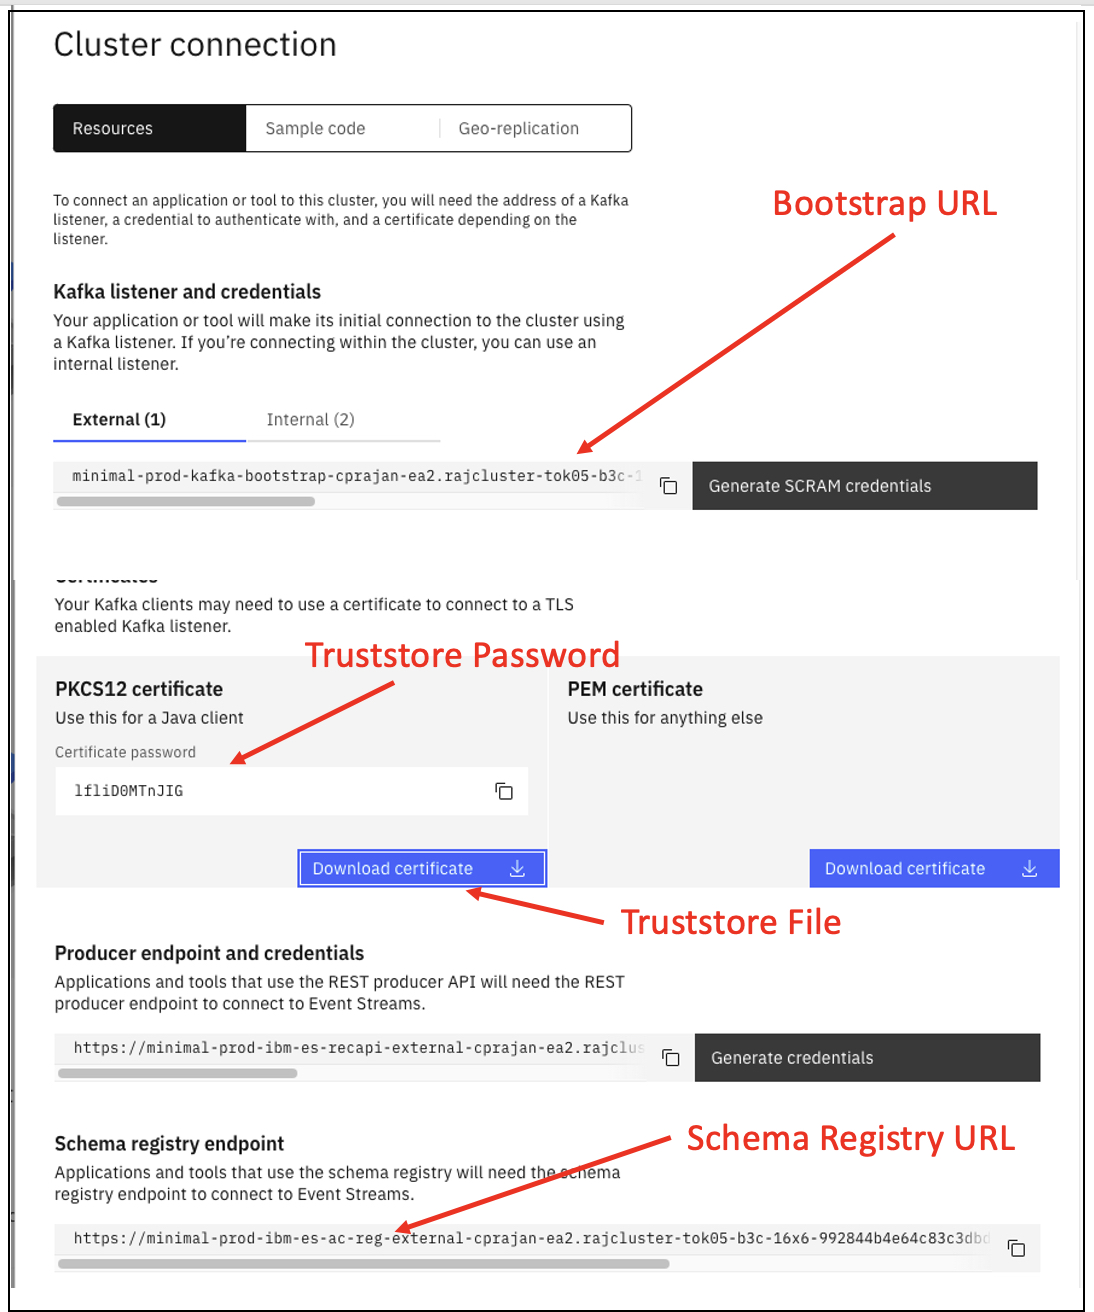 Cluster connection
Resources
Sample code
Geo-replication
To connect an application or tool to this cluster, you will need the address of a Kafka
listener, a credential to authenticate with, and a certificate depending on the
listener.
Bootstrap URL
Kafka listener and credentials
Your application or tool will make its initial connection to the cluster using
a Kafka listener. If you’re connecting within the cluster, you can use an
internal listener.
External (1)
Internal (2)
minimal-prod-kafka-bootstrap-cprajan-ea2.rajcluster-tok05-b3c-1
Generate SCRAM credentials
Certificates
Your Kafka clients may need to use a certificate to connect to a TLS
enabled Kafka listener.
Truststore Password
PKCS12 certificate
Use this for a Java client
Certificate password
lfliD0MTnJIG
Download certificate
PEM certificate
Use this for anything else
Download certificate
Truststore File
Producer endpoint and credentials
Applications and tools that use the REST producer API will need the REST
producer endpoint to connect to Event Streams.
https://minimal-prod-ibm-es-recapi-external-cprajan-ea2.rajclus
Generate credentials
Schema registry endpoint
Schema Registry URL
Applications and tools that use the schema registry will need the schema
registry endpoint to connect to Event Streams.
https://minimal-prod-ibm-es-ac-reg-external-cprajan-ea2.rajcluster-tok05-b3c-16x6-992844b4e64c83c3dbd